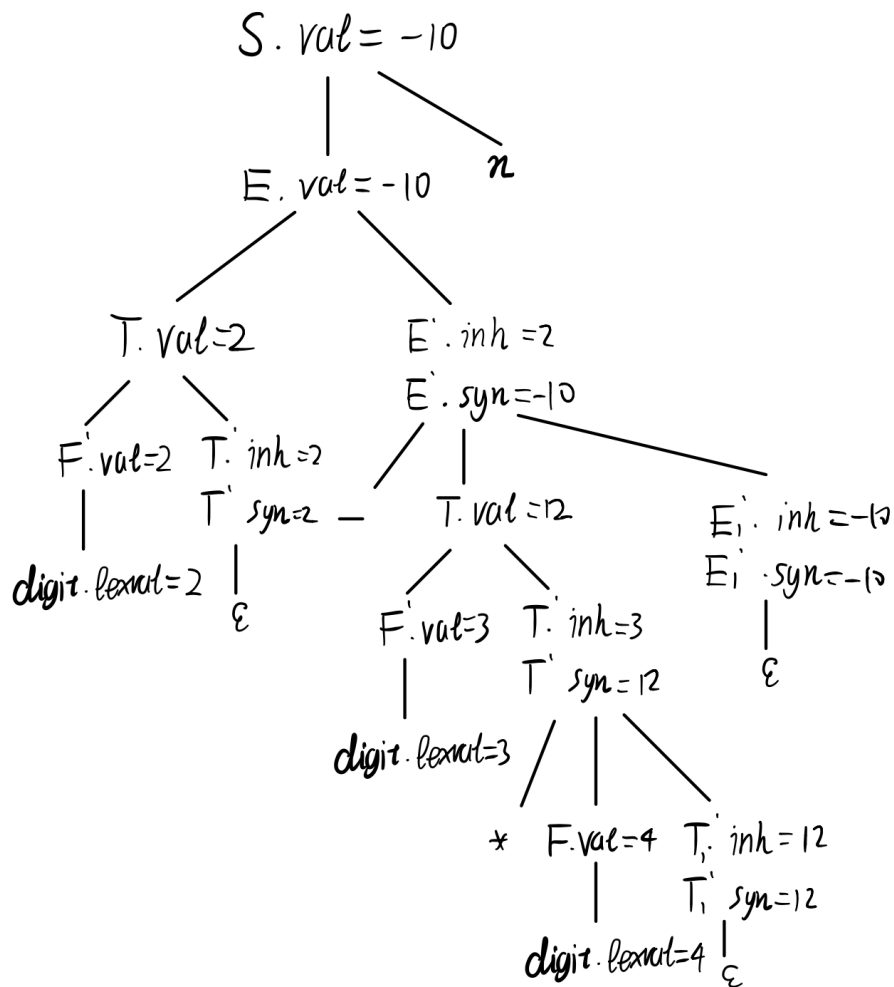 S. val = -10
n
E. val = -10
T. val=2
E'. inh =2
E'. syn=-10
F'. val=2
T.' inh =2
T' syn=2
-
T. val=12
E₁'. inh =-10
E₁' .syn=-10
digit. lexval=2
ε
F'. val=3
T.' inh=3
T' syn=12
ε
digit. lexval=3
*
F. val=4
T₁.' inh = 12
T₁' syn=12
digit. lexval=4
ε